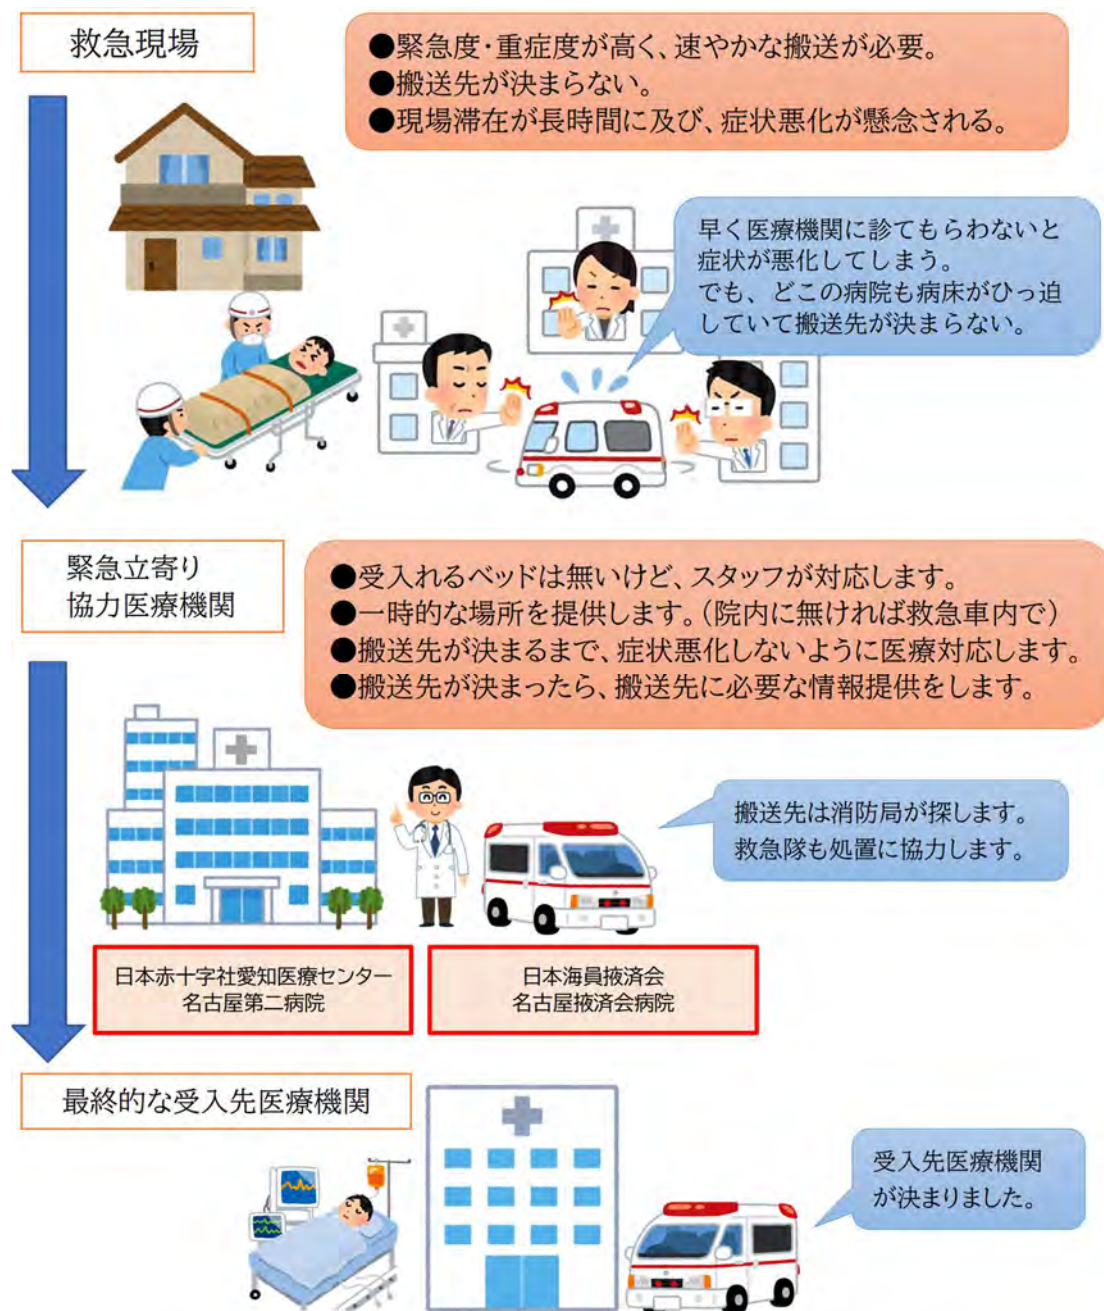 救急現場
●緊急度・重症度が高く、速やかな搬送が必要。
●搬送先が決まらない。
●現場滞在が長時間に及び、症状悪化が懸念される。
早く医療機関に診てもらわないと
症状が悪化してしまう。
でも、どこの病院も病床がひっ迫
していて搬送先が決まらない。
緊急立寄り
協力医療機関
●受入れるベッドは無いけど、スタッフが対応します。
●一時的な場所を提供します。（院内に無ければ救急車内で）
●搬送先が決まるまで、症状悪化しないように医療対応します。
●搬送先が決まったら、搬送先に必要な情報提供をします。
搬送先は消防局が探します。
救急隊も処置に協力します。
日本赤十字社愛知医療センター
名古屋第二病院
日本海員掖済会
名古屋掖済会病院
最終的な受入先医療機関
受入先医療機関
が決まりました。